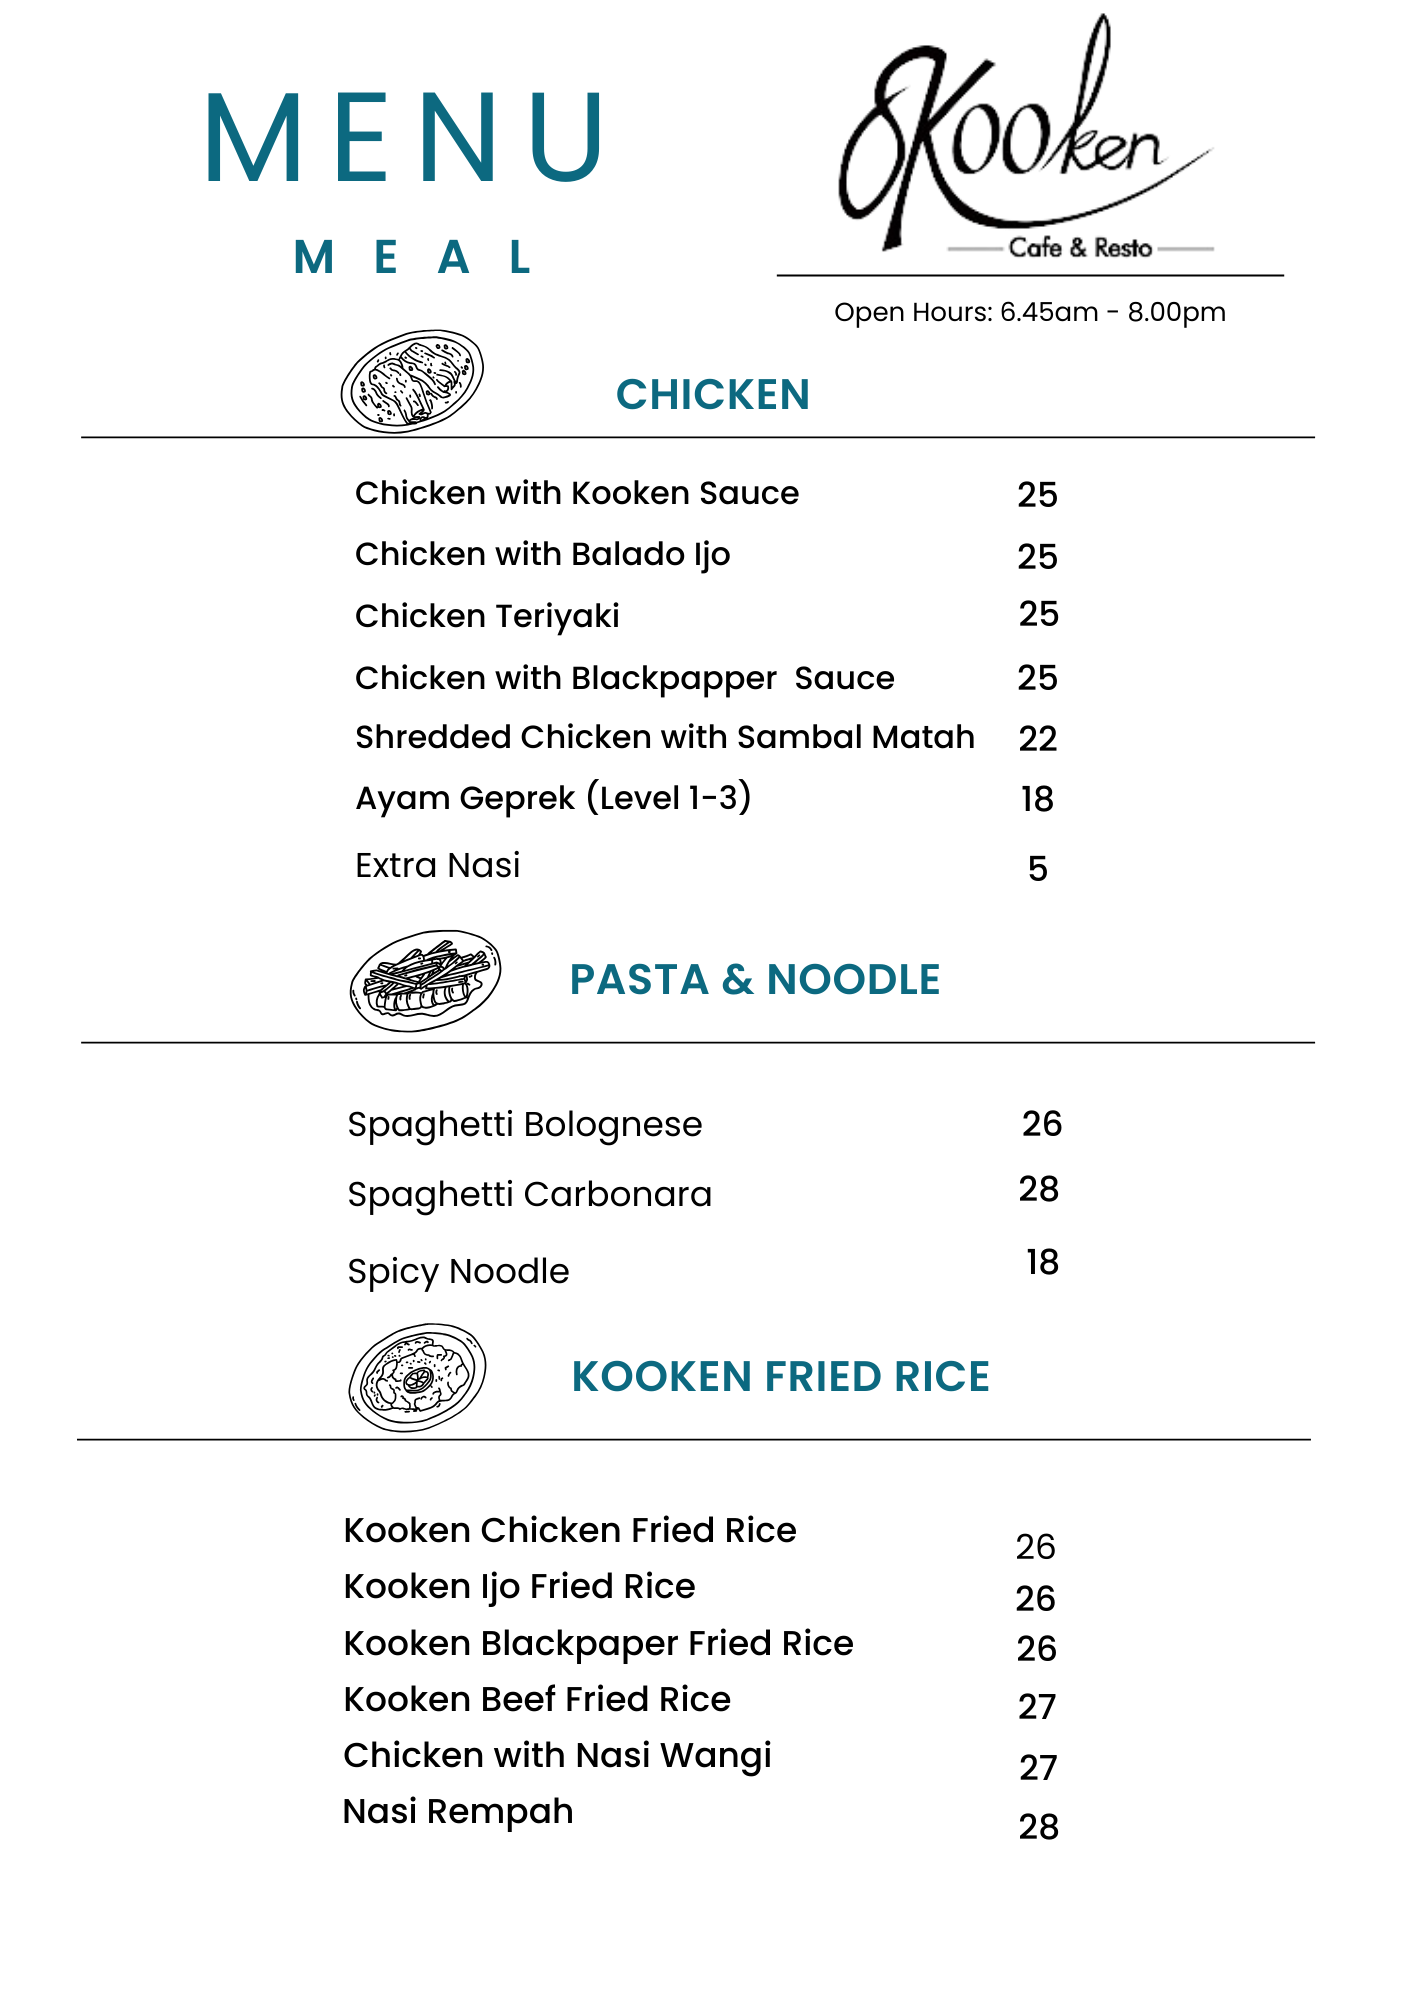 MENU
MEAL
Kooken
Cafe & Resto
Open Hours: 6.45am - 8.00pm
CHICKEN
Chicken with Kooken Sauce 25
Chicken with Balado Ijo 25
Chicken Teriyaki 25
Chicken with Blackpapper Sauce 25
Shredded Chicken with Sambal Matah 22
Ayam Geprek (Level 1-3) 18
Extra Nasi 5
PASTA & NOODLE
Spaghetti Bolognese 26
Spaghetti Carbonara 28
Spicy Noodle 18
KOOKEN FRIED RICE
Kooken Chicken Fried Rice 26
Kooken Ijo Fried Rice 26
Kooken Blackpaper Fried Rice 26
Kooken Beef Fried Rice 27
Chicken with Nasi Wangi 27
Nasi Rempah 28